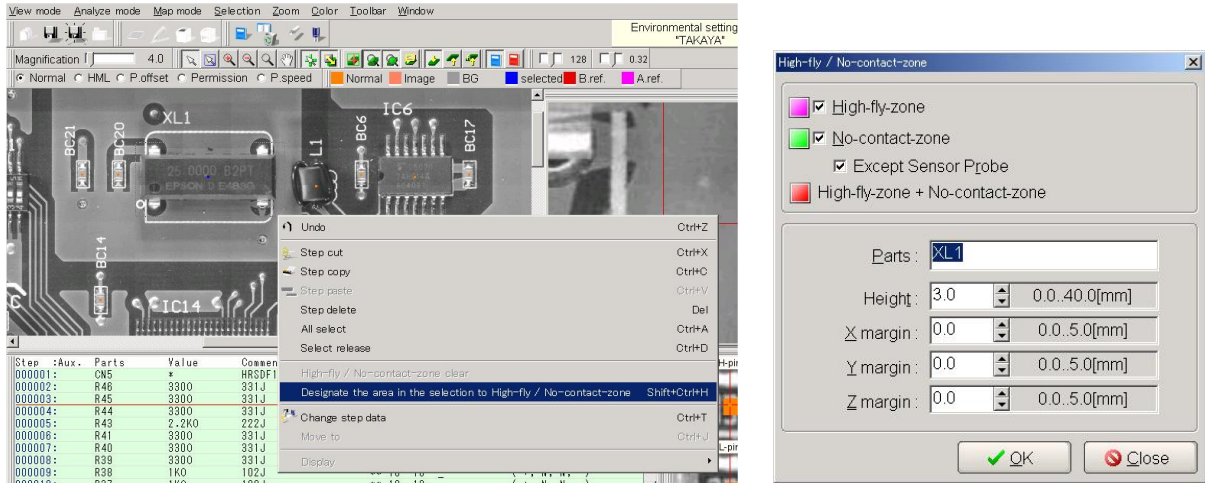 View mode Analyze mode Map mode Selection Zoom Color Toolbar Window
Environmental setting
"TAKAYA"
Magnification 4.0 128 0.32
Normal HML P.offset Permission P.speed Normal Image BG selected B.ref. A.ref.
XL1
IC6
BC21
BC20
L1
BC6
BC17
25.0000 B2PT
EPSON D E4809
BC14
IC14
Undo Ctrl+Z
Step cut Ctrl+X
Step copy Ctrl+C
Step paste Ctrl+V
Step delete Del
All select Ctrl+A
Select release Ctrl+D
High-fly / No-contact-zone clear
Designate the area in the selection to High-fly / No-contact-zone Shift+Ctrl+H
Change step data Ctrl+T
Move to Ctrl+J
Display
Step :Aux. Parts Value Commen
000001: CN5 * HRSDF1
000002: R46 3300 331J
000003: R45 3300 331J
000004: R44 3300 331J
000005: R43 2.2K0 222J
000006: R41 3300 331J
000007: R40 3300 331J
000008: R39 3300 331J
000009: R38 1K0 102J
H-pin
L-pin
High-fly / No-contact-zone
High-fly-zone
No-contact-zone
Except Sensor Probe
High-fly-zone + No-contact-zone
Parts : XL1
Height : 3.0 0.0..40.0[mm]
X margin : 0.0 0.0..5.0[mm]
Y margin : 0.0 0.0..5.0[mm]
Z margin : 0.0 0.0..5.0[mm]
OK Close